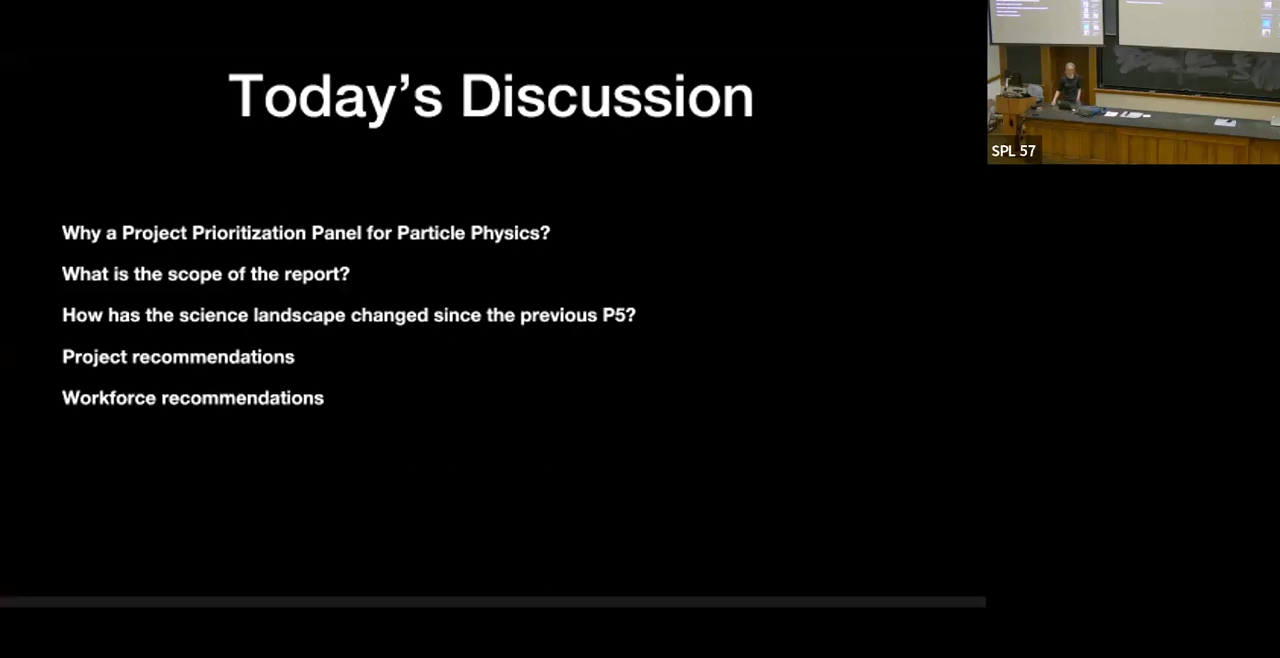 Today’s Discussion
Why a Project Prioritization Panel for Particle Physics?
What is the scope of the report?
How has the science landscape changed since the previous P5?
Project recommendations
Workforce recommendations
SPL 57